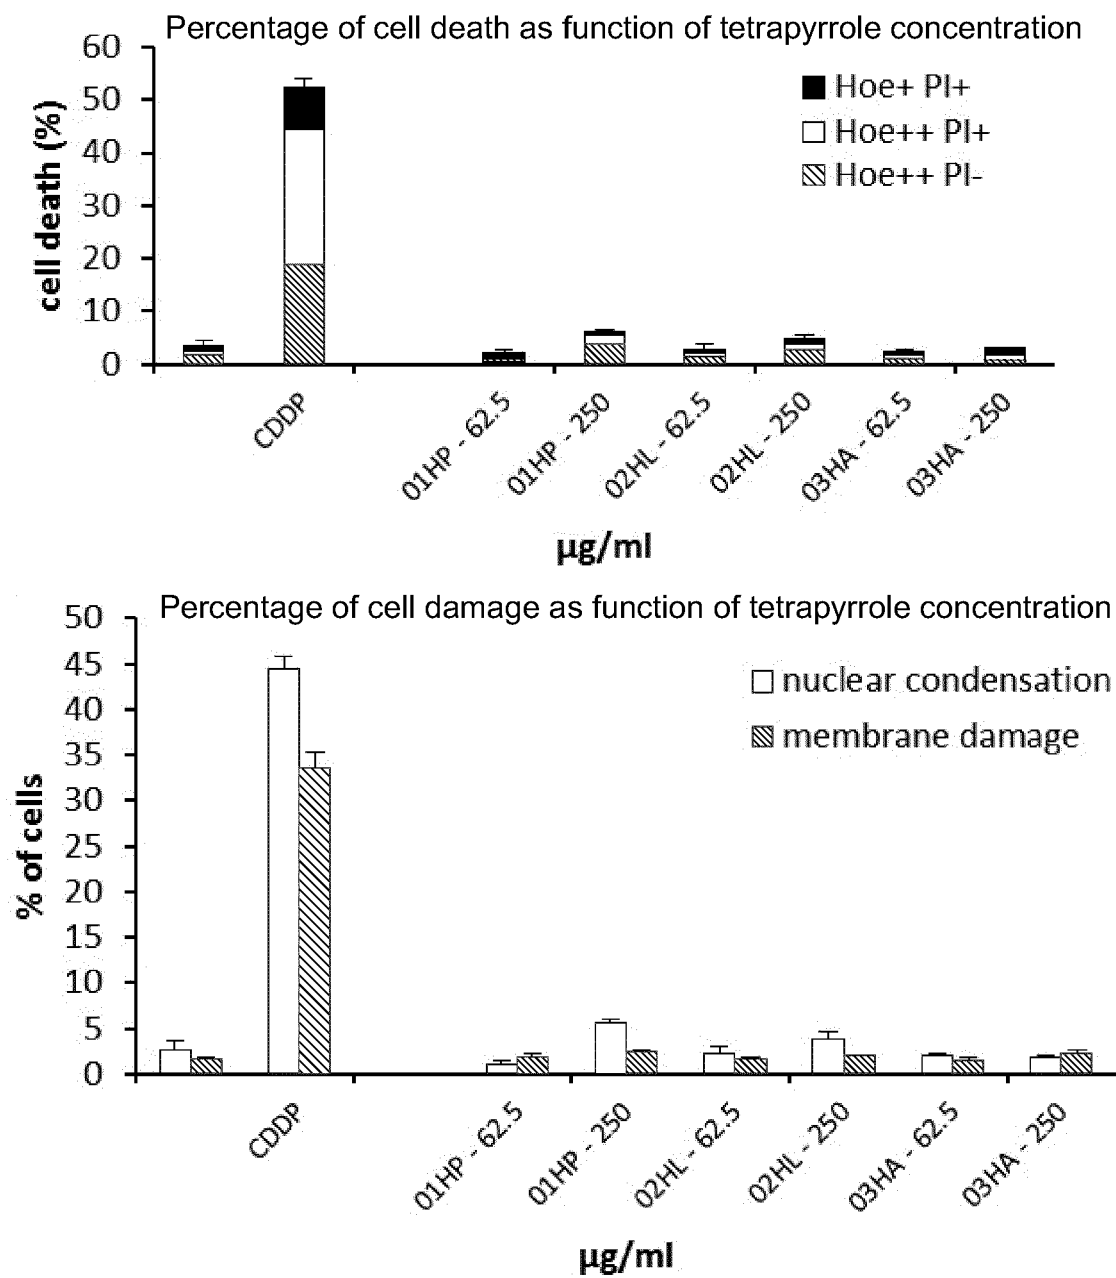 Percentage of cell death as function of tetrapyrrole concentration
60
50
40
30
20
10
0
cell death (%)
Hoe+ PI+
Hoe++ PI+
Hoe++ PI-
CDDP
01HP - 62.5
01HP - 250
02HL - 62.5
02HL - 250
03HA - 62.5
03HA - 250
µg/ml
Percentage of cell damage as function of tetrapyrrole concentration
50
45
40
35
30
25
20
15
10
5
0
% of cells
nuclear condensation
membrane damage
CDDP
01HP - 62.5
01HP - 250
02HL - 62.5
02HL - 250
03HA - 62.5
03HA - 250
µg/ml